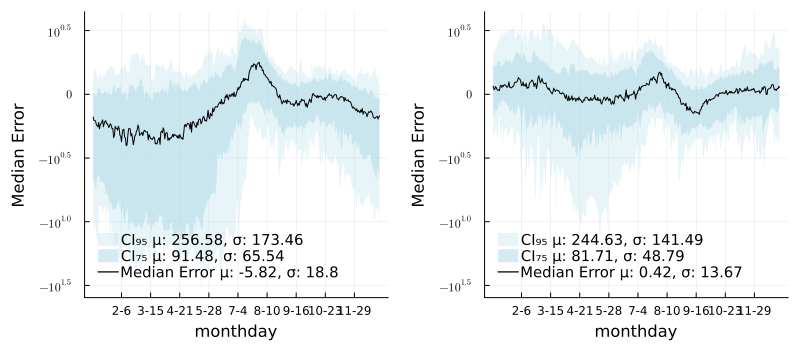 10^0.5
0
−10^0.5
−10^1.0
−10^1.5
Median Error
CI₉₅ μ: 256.58, σ: 173.46
CI₇₅ μ: 91.48, σ: 65.54
Median Error μ: -5.82, σ: 18.8
2-6 3-15 4-21 5-28 7-4 8-10 9-16 10-23 11-29
monthday
10^0.5
0
−10^0.5
−10^1.0
−10^1.5
Median Error
CI₉₅ μ: 244.63, σ: 141.49
CI₇₅ μ: 81.71, σ: 48.79
Median Error μ: 0.42, σ: 13.67
2-6 3-15 4-21 5-28 7-4 8-10 9-16 10-23 11-29
monthday